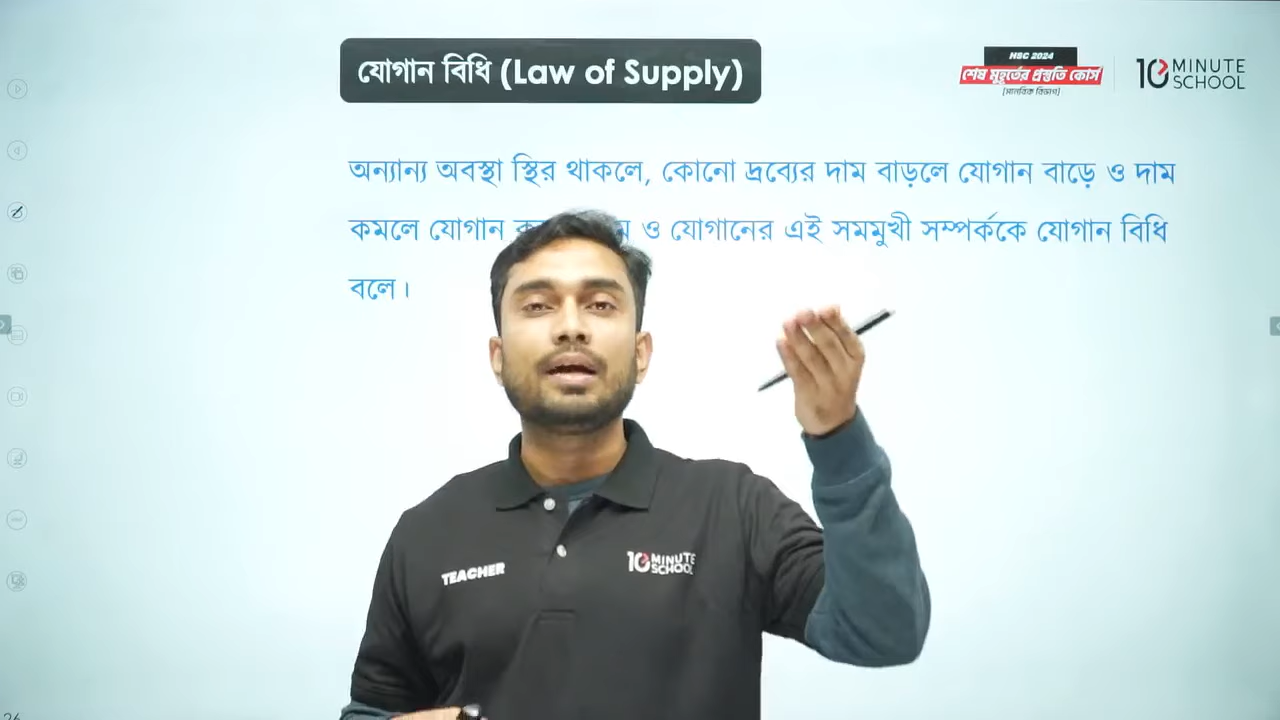 যোগান বিধি (Law of Supply)
HSC 2024
শেষ মুহূর্তের প্রস্তুতি কোর্স
[মানবিক বিভাগ]
10 MINUTE SCHOOL
অন্যান্য অবস্থা স্থির থাকলে, কোনো দ্রব্যের দাম বাড়লে যোগান বাড়ে ও দাম
কমলে যোগান ও যোগানের এই সমমুখী সম্পর্ককে যোগান বিধি
বলে।
TEACHER
10 MINUTE SCHOOL